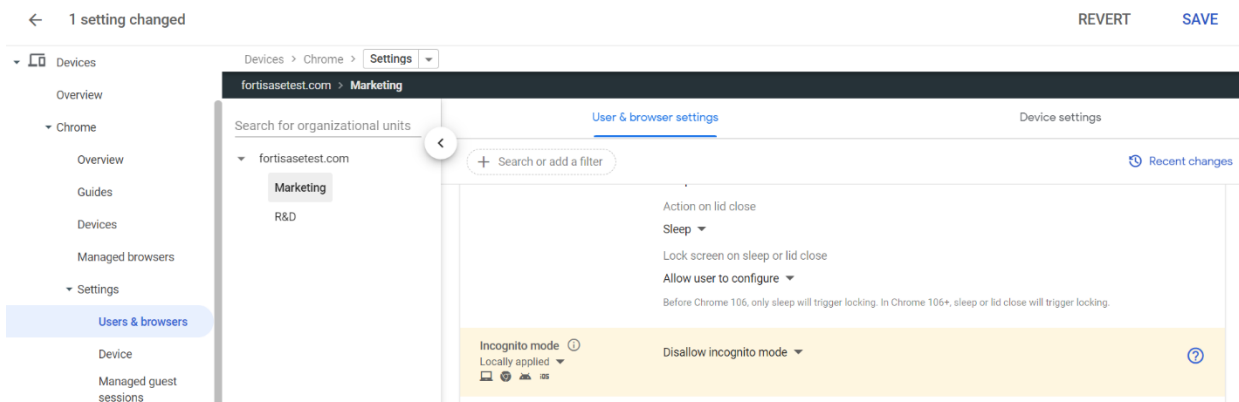 1 setting changed
REVERT
SAVE
Devices
Overview
Chrome
Overview
Guides
Devices
Managed browsers
Settings
Users & browsers
Device
Managed guest
sessions
Devices > Chrome > Settings
fortisasetest.com > Marketing
Search for organizational units
fortisasetest.com
Marketing
R&D
User & browser settings
Device settings
+ Search or add a filter
Recent changes
Action on lid close
Sleep
Lock screen on sleep or lid close
Allow user to configure
Before Chrome 106, only sleep will trigger locking. In Chrome 106+, sleep or lid close will trigger locking.
Incognito mode
Locally applied
iOS
Disallow incognito mode